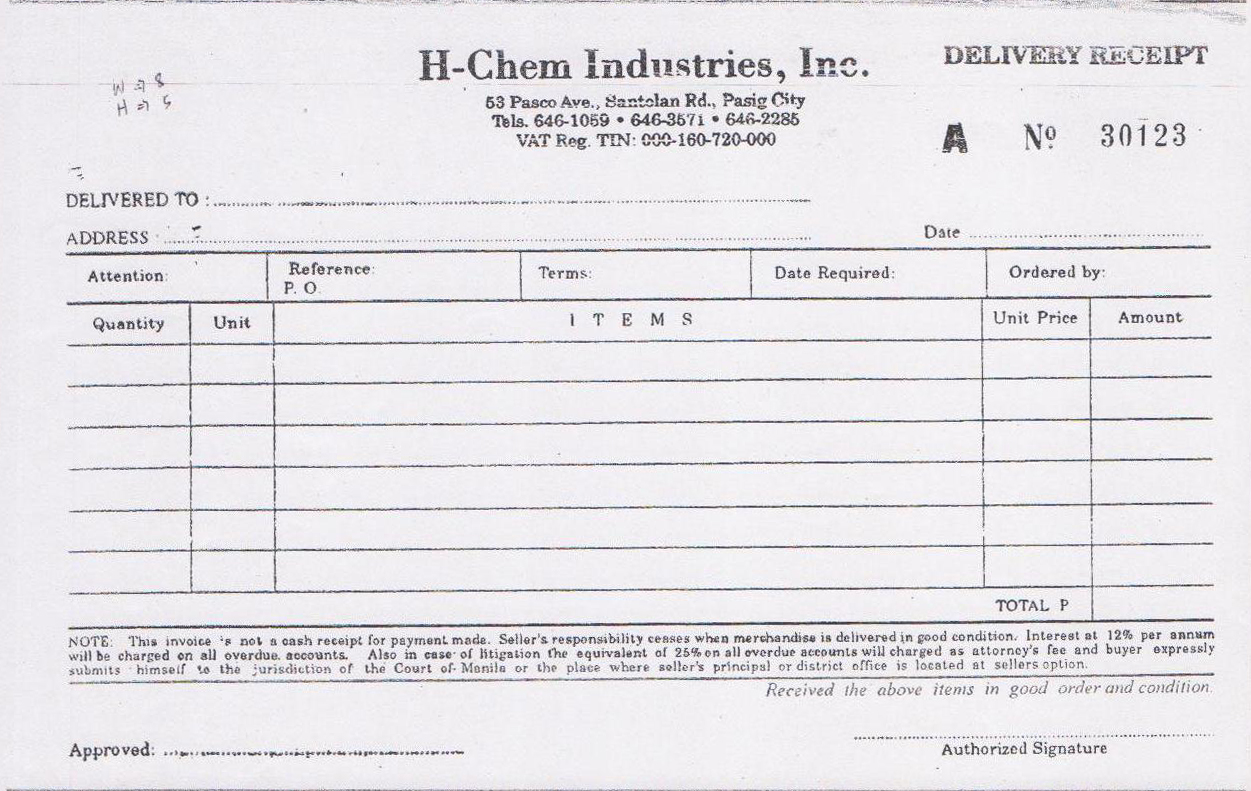 W => 8
H => 5
H-Chem Industries, Inc.
DELIVERY RECEIPT
53 Pasco Ave., Santolan Rd., Pasig City
Tels. 646-1059 • 646-3571 • 646-2285
VAT Reg. TIN: 000-160-720-000
A Nº 30123
DELIVERED TO :
ADDRESS
Date
Attention: Reference: P. O. Terms: Date Required: Ordered by:
Quantity Unit ITEMS Unit Price Amount
TOTAL P
NOTE: This invoice is not a cash receipt for payment made. Seller's responsibility ceases when merchandise is delivered in good condition. Interest at 12% per annum
will be charged on all overdue accounts. Also in case of litigation the equivalent of 25% on all overdue accounts will charged as attorney's fee and buyer expressly
submits himself to the jurisdiction of the Court of Manila or the place where seller's principal or district office is located at sellers option.
Received the above items in good order and condition.
Approved:
Authorized Signature